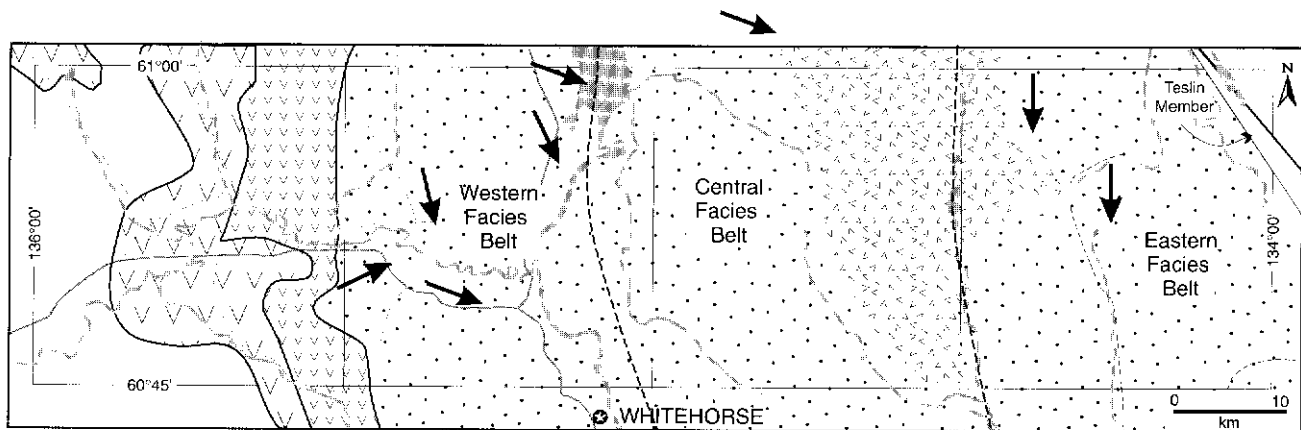 61°00'
N
Teslin
Member
Western
Facies
Belt
Central
Facies
Belt
Eastern
Facies
Belt
136°00'
134°00'
60°45'
WHITEHORSE
0 10
km